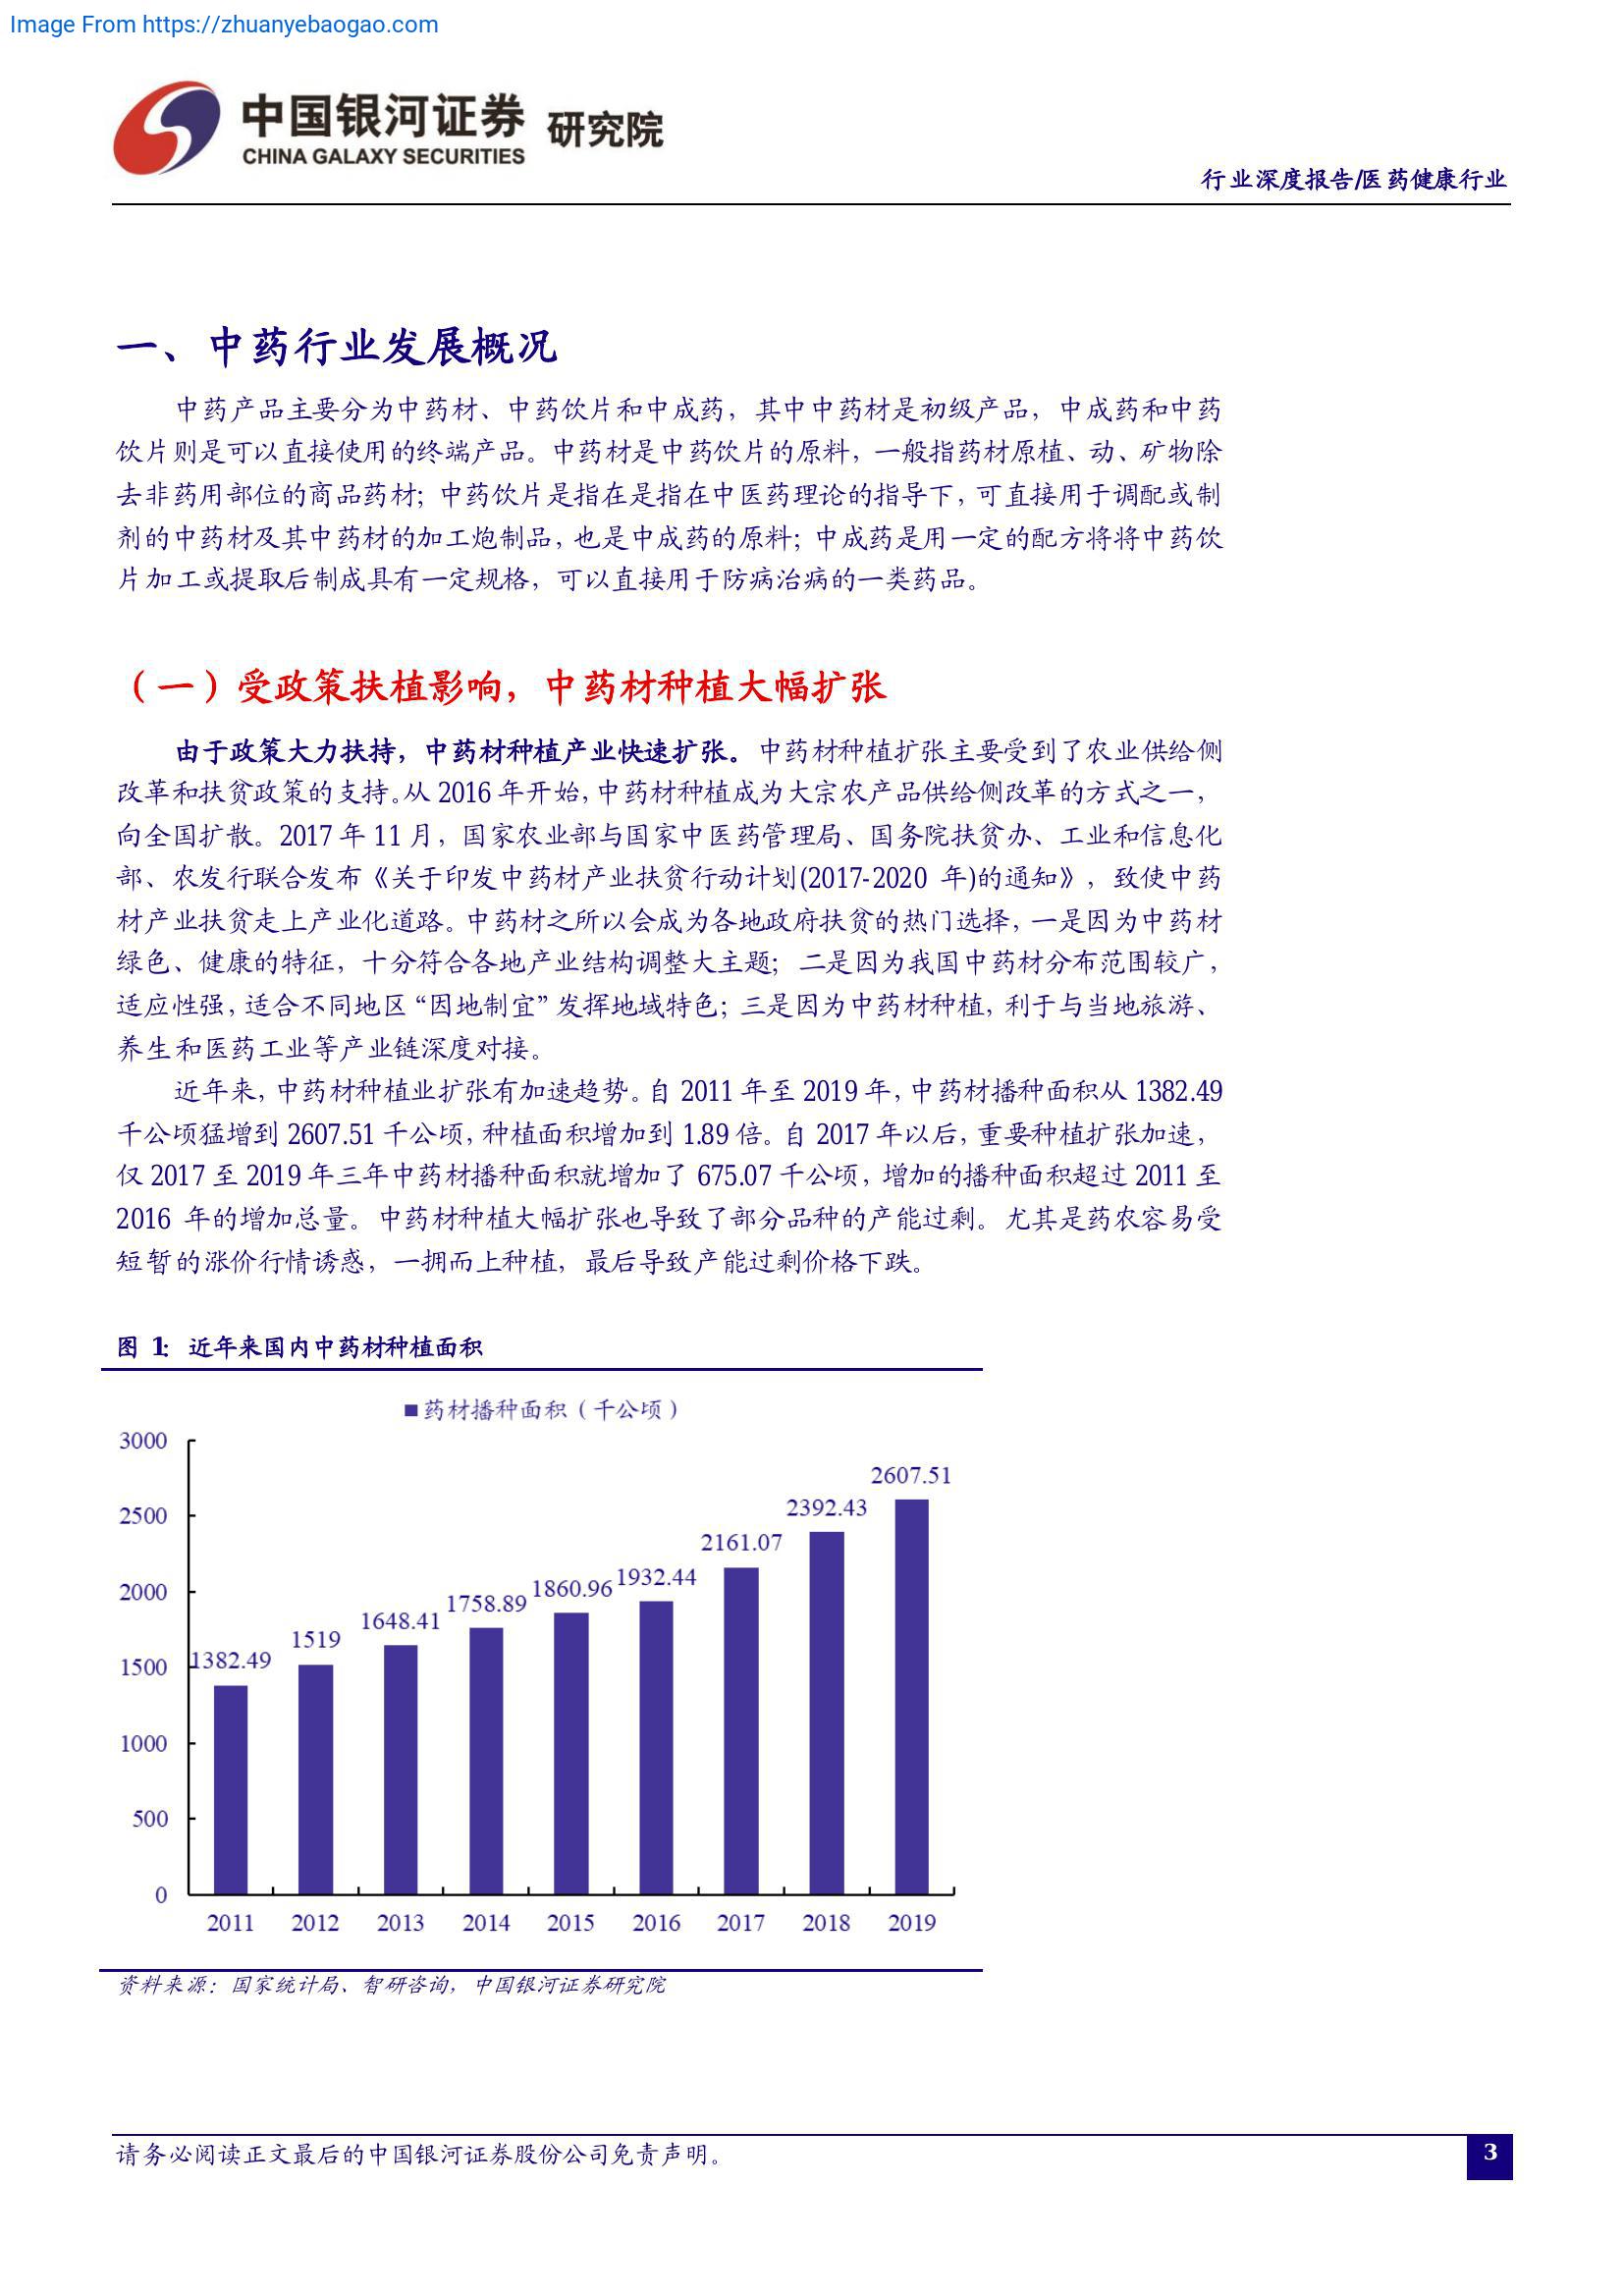 Image From https://zhuanyebaogao.com
中国银河证券 研究院
CHINA GALAXY SECURITIES
行业深度报告/医药健康行业
一、中药行业发展概况
中药产品主要分为中药材、中药饮片和中成药，其中中药材是初级产品，中成药和中药
饮片则是可以直接使用的终端产品。中药材是中药饮片的原料，一般指药材原植、动、矿物除
去非药用部位的商品药材；中药饮片是指在是指在中医药理论的指导下，可直接用于调配或制
剂的中药材及其中药材的加工炮制品，也是中成药的原料；中成药是用一定的配方将将中药饮
片加工或提取后制成具有一定规格，可以直接用于防病治病的一类药品。
（一）受政策扶植影响，中药材种植大幅扩张
由于政策大力扶持，中药材种植产业快速扩张。中药材种植扩张主要受到了农业供给侧
改革和扶贫政策的支持。从 2016 年开始，中药材种植成为大宗农产品供给侧改革的方式之一，
向全国扩散。2017 年 11 月，国家农业部与国家中医药管理局、国务院扶贫办、工业和信息化
部、农发行联合发布《关于印发中药材产业扶贫行动计划(2017-2020 年)的通知》，致使中药
材产业扶贫走上产业化道路。中药材之所以会成为各地政府扶贫的热门选择，一是因为中药材
绿色、健康的特征，十分符合各地产业结构调整大主题；二是因为我国中药材分布范围较广，
适应性强，适合不同地区“因地制宜”发挥地域特色；三是因为中药材种植，利于与当地旅游、
养生和医药工业等产业链深度对接。
近年来，中药材种植业扩张有加速趋势。自 2011 年至 2019 年，中药材播种面积从 1382.49
千公顷猛增到 2607.51 千公顷，种植面积增加到 1.89 倍。自 2017 年以后，重要种植扩张加速，
仅 2017 至 2019 年三年中药材播种面积就增加了 675.07 千公顷，增加的播种面积超过 2011 至
2016 年的增加总量。中药材种植大幅扩张也导致了部分品种的产能过剩。尤其是药农容易受
短暂的涨价行情诱惑，一拥而上种植，最后导致产能过剩价格下跌。
图 1: 近年来国内中药材种植面积
■药材播种面积（千公顷）
3000
2500
2000
1500
1000
500
0
1382.49
1519
1648.41
1758.89
1860.96
1932.44
2161.07
2392.43
2607.51
2011 2012 2013 2014 2015 2016 2017 2018 2019
资料来源：国家统计局、智研咨询，中国银河证券研究院
请务必阅读正文最后的中国银河证券股份公司免责声明。
3